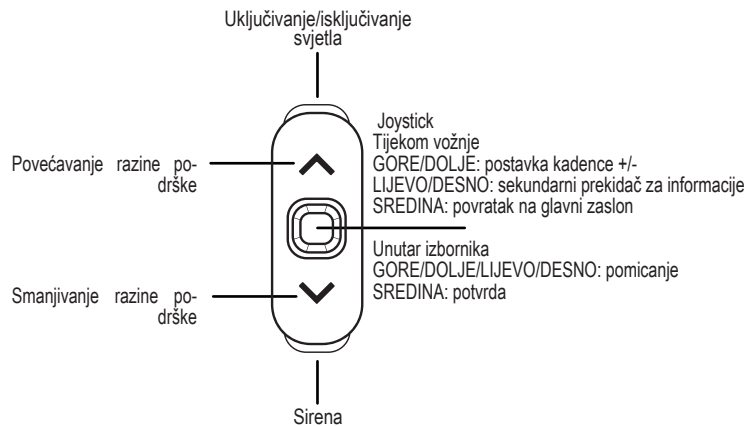 Uključivanje/isključivanje
svjetla
Povećavanje razine po-
drške
Joystick
Tijekom vožnje
GORE/DOLJE: postavka kadence +/-
LIJEVO/DESNO: sekundarni prekidač za informacije
SREDINA: povratak na glavni zaslon
Unutar izbornika
GORE/DOLJE/LIJEVO/DESNO: pomicanje
SREDINA: potvrda
Smanjivanje razine po-
drške
Sirena